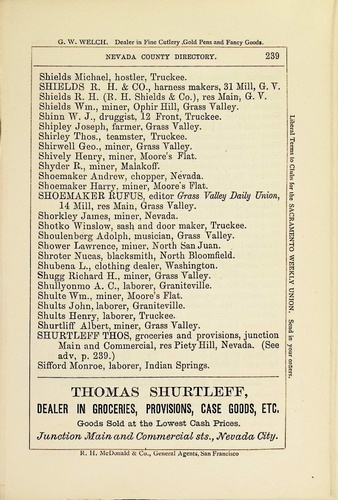 G. W. WELCH. Dealer in Fine Cutlery ,Gold Pens and Fancy Goods.
NEVADA COUNTY DIRECTORY. 239
Shields Michael, hostler, Truckee.
SHIELDS R. H. & CO., harness makers, 31 Mill, G. V.
Shields R. H. (R. H. Shields & Co.), res Main, G. V.
Shields Wm., miner, Ophir Hill, Grass Valley.
Shinn W. J., druggist, 12 Front, Truckee.
Shipley Joseph, farmer, Grass Valley.
Shirley Thos., teamster, Truckee.
Shirwell Geo., miner, Grass Valley.
Shively Henry, miner, Moore's Flat.
Shyder R., miner, Malakoff.
Shoemaker Andrew, chopper, Nevada.
Shoemaker Harry, miner, Moore's Flat.
SHOEMAKER RUFUS, editor Grass Valley Daily Union,
14 Mill, res Main, Grass Valley.
Shorkley James, miner, Nevada.
Shotko Winslow, sash and door maker, Truckee.
Shoutenberg Adolph, musician, Grass Valley.
Shower Lawrence, miner, North San Juan.
Shroter Nucas, blacksmith, North Bloomfield.
Shubena L., clothing dealer, Washington.
Shugg Richard H., miner, Grass Valley.
Shullyonmo A. C., laborer, Graniteville.
Shulte Wm., miner, Moore's Flat.
Shults John, laborer, Graniteville.
Shults Henry, laborer, Truckee.
Shurtliff Albert, miner, Grass Valley.
SHURTLEFF THOS, groceries and provisions, junction
Main and Commercial, res Piety Hill, Nevada. (See
adv, p. 239.)
Sifford Monroe, laborer, Indian Springs.
THOMAS SHURTLEFF,
DEALER IN GROCERIES, PROVISIONS, CASE GOODS, ETC.
Goods Sold at the Lowest Cash Prices.
Junction Main and Commercial sts., Nevada City.
R. H. McDonald & Co., General Agents, San Francisco
Liberal Terms to Clubs for the SACRAMENTO WEEKLY UNION. Send in your orders.